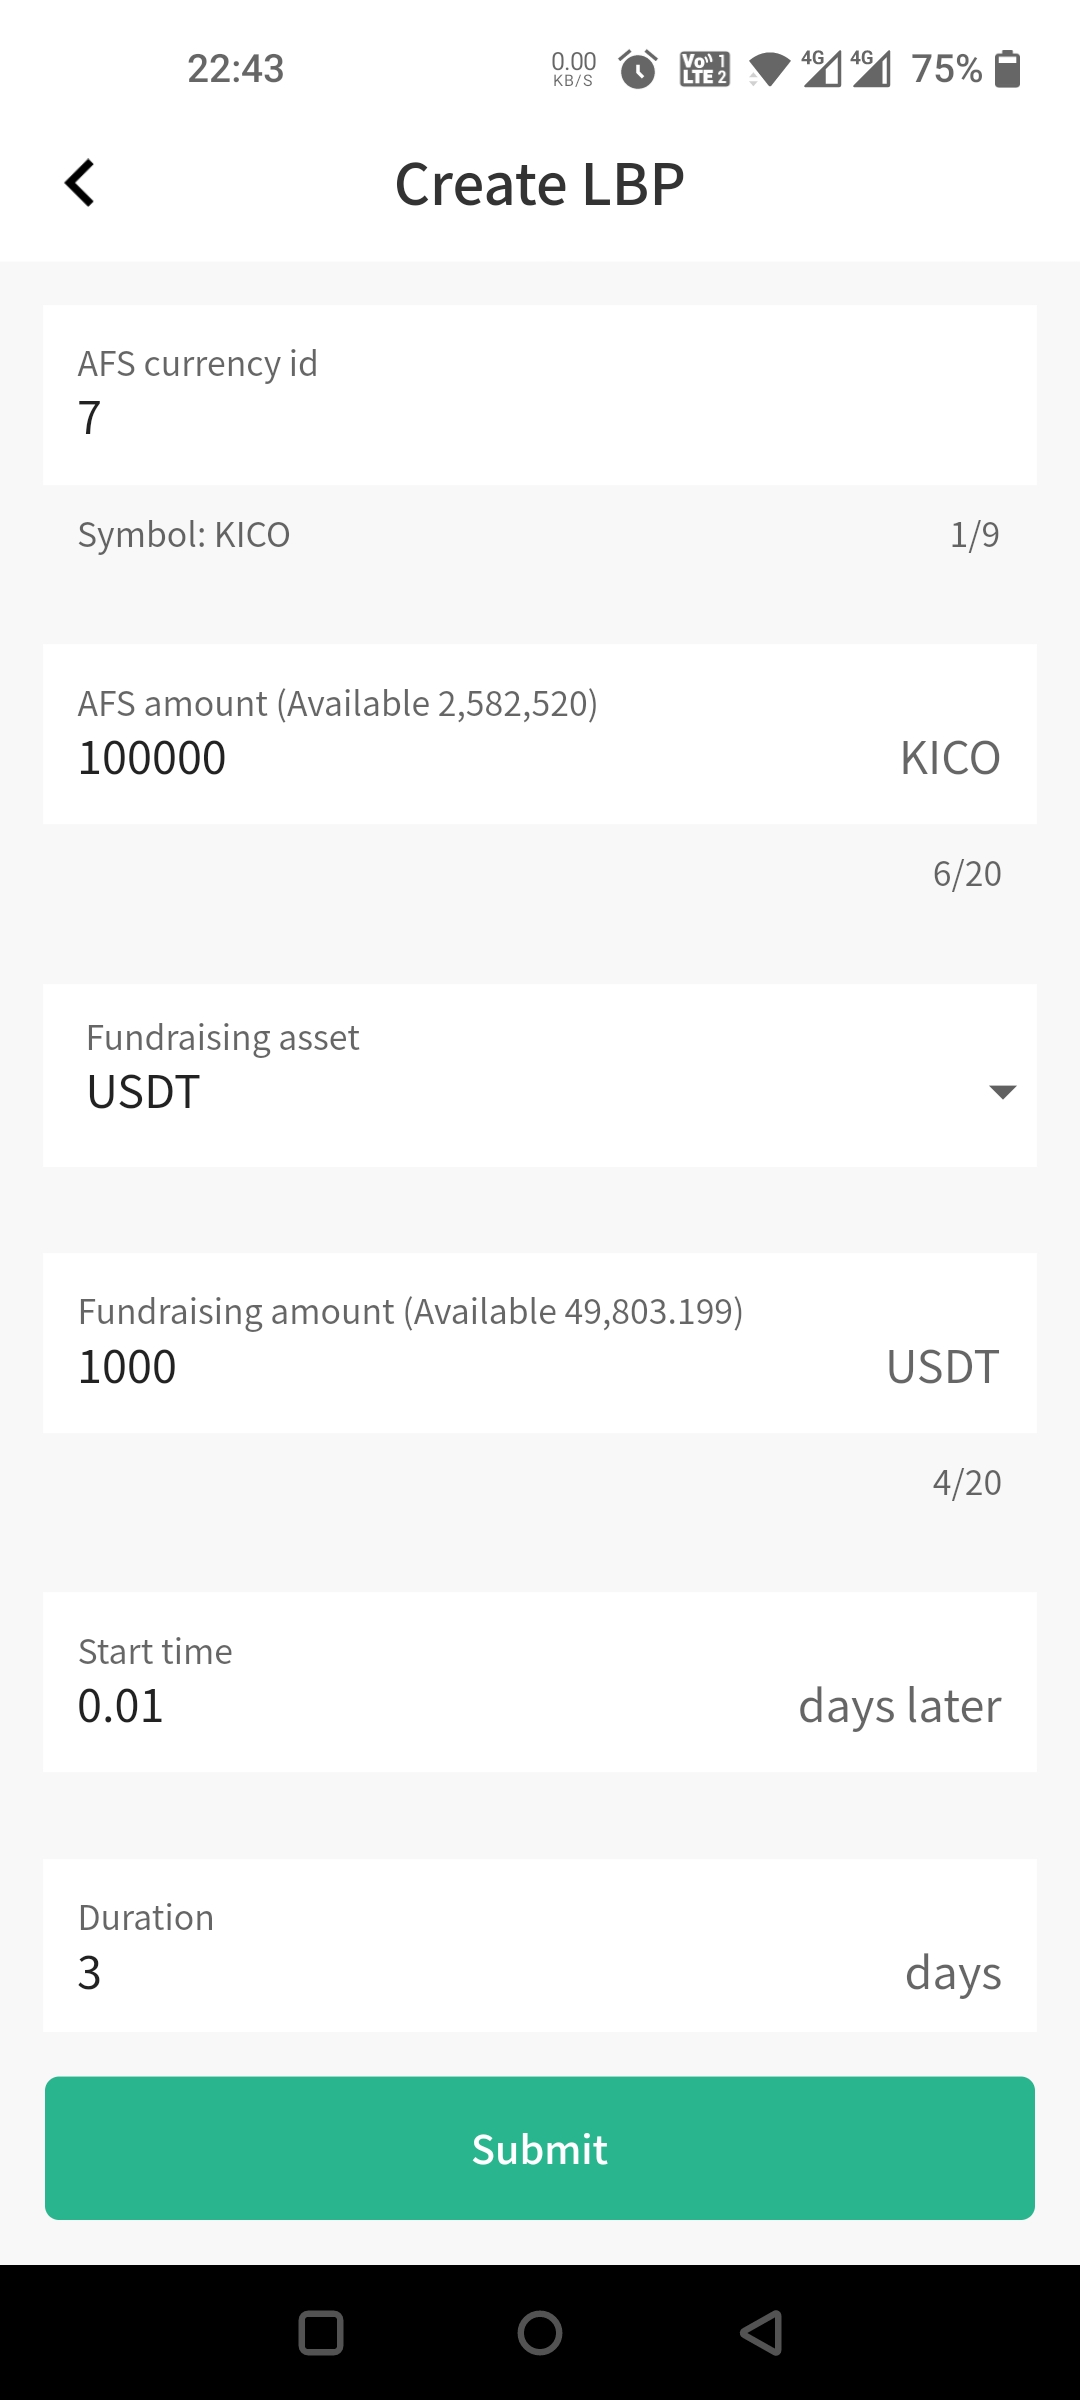 22:43
0.00
KB/S
Vo 1
LTE 2
4G 4G
75%
Create LBP
AFS currency id
7
Symbol: KICO 1/9
AFS amount (Available 2,582,520)
100000 KICO
6/20
Fundraising asset
USDT
Fundraising amount (Available 49,803.199)
1000 USDT
4/20
Start time
0.01 days later
Duration
3 days
Submit